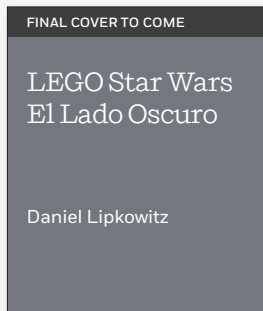 FINAL COVER TO COME
LEGO Star Wars
El Lado Oscuro
Daniel Lipkowitz